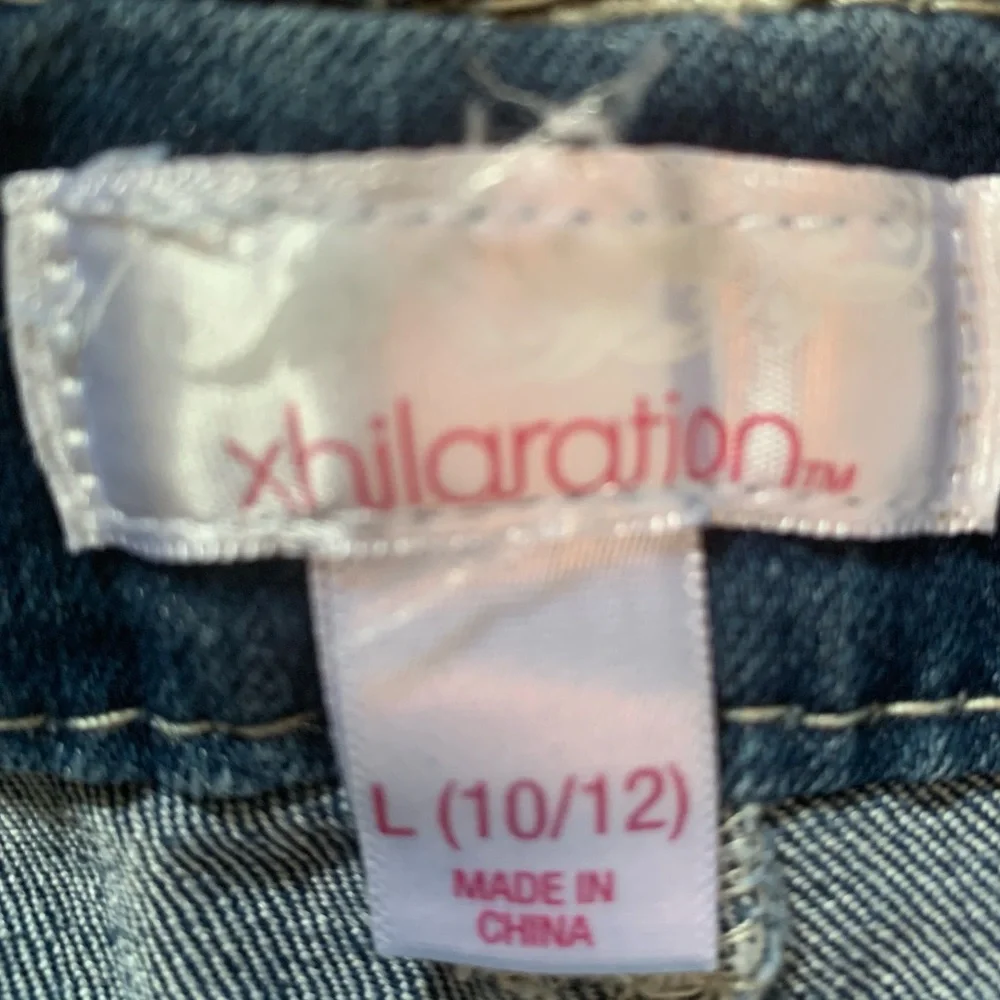 xhilaration™
L (10/12)
MADE IN
CHINA